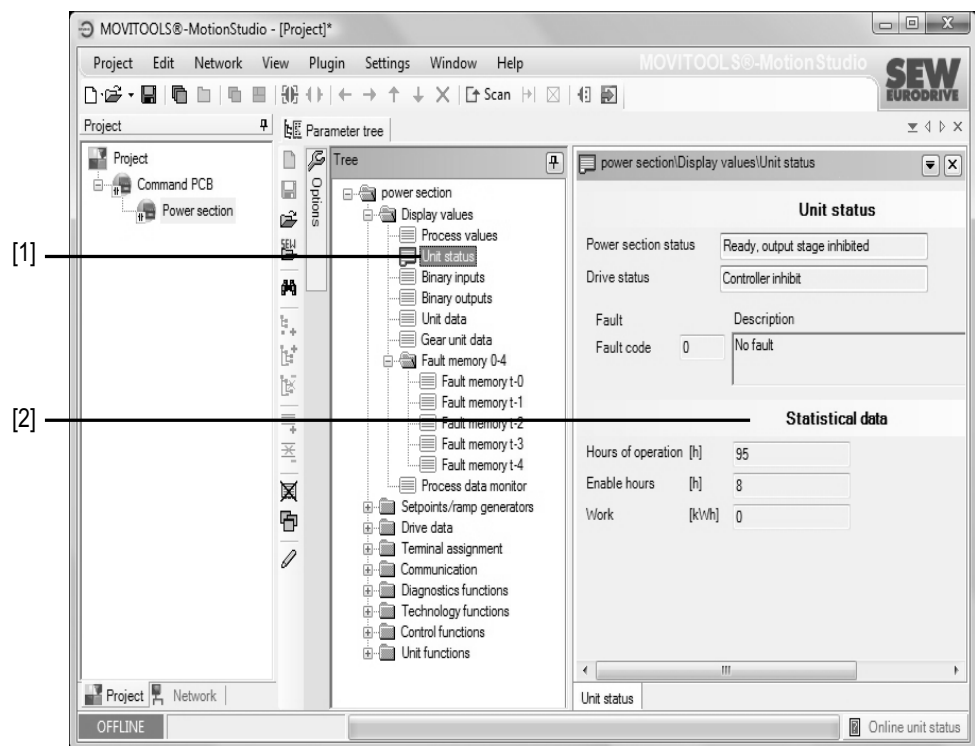 MOVITOOLS®-MotionStudio - [Project]*
Project Edit Network View Plugin Settings Window Help
MOVITOOLS®-MotionStudio
SEW
EURODRIVE
Scan
Project
Parameter tree
Project
Command PCB
Power section
SEW
Options
Tree
power section
Display values
Process values
[1]
Unit status
Binary inputs
Binary outputs
Unit data
Gear unit data
Fault memory 0-4
Fault memory t-0
Fault memory t-1
[2]
Fault memory t-2
Fault memory t-3
Fault memory t-4
Process data monitor
Setpoints/ramp generators
Drive data
Terminal assignment
Communication
Diagnostics functions
Technology functions
Control functions
Unit functions
power section\Display values\Unit status
Unit status
Power section status Ready, output stage inhibited
Drive status Controller inhibit
Fault Description
Fault code 0 No fault
Statistical data
Hours of operation [h] 95
Enable hours [h] 8
Work [kWh] 0
Project Network
Unit status
OFFLINE
Online unit status